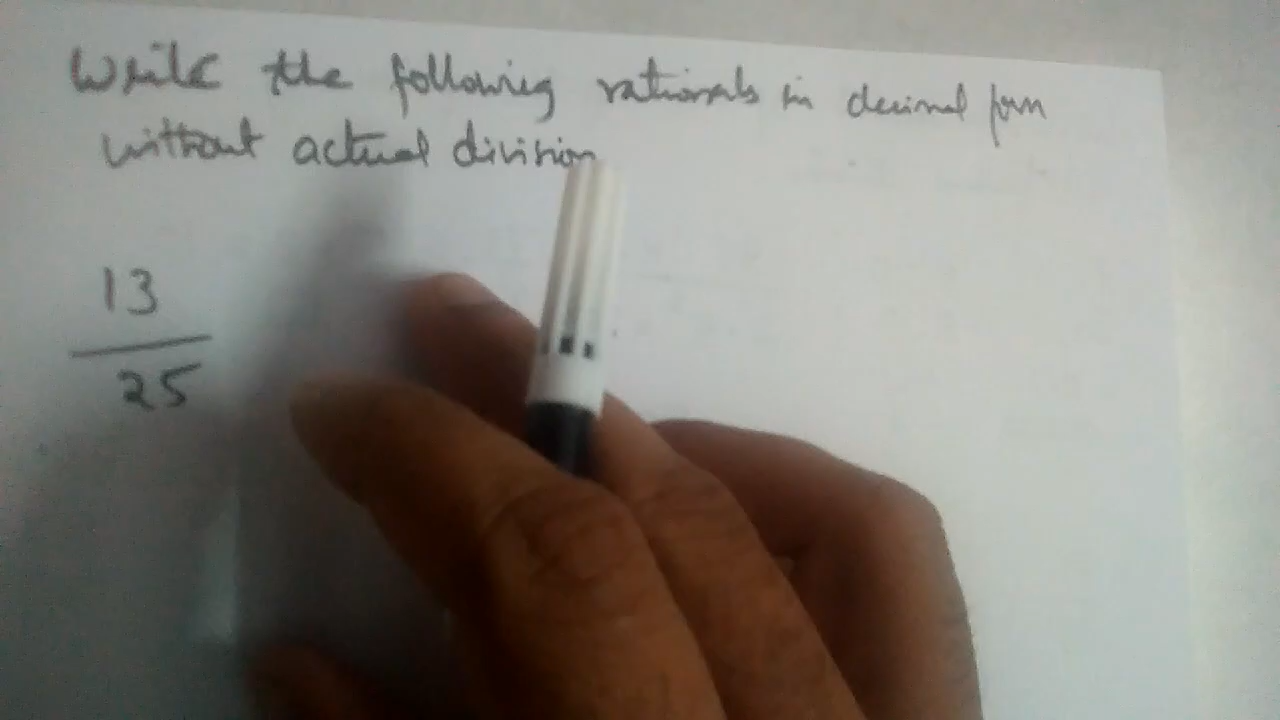 Write the following rationals in decimal form
without actual division
13
25